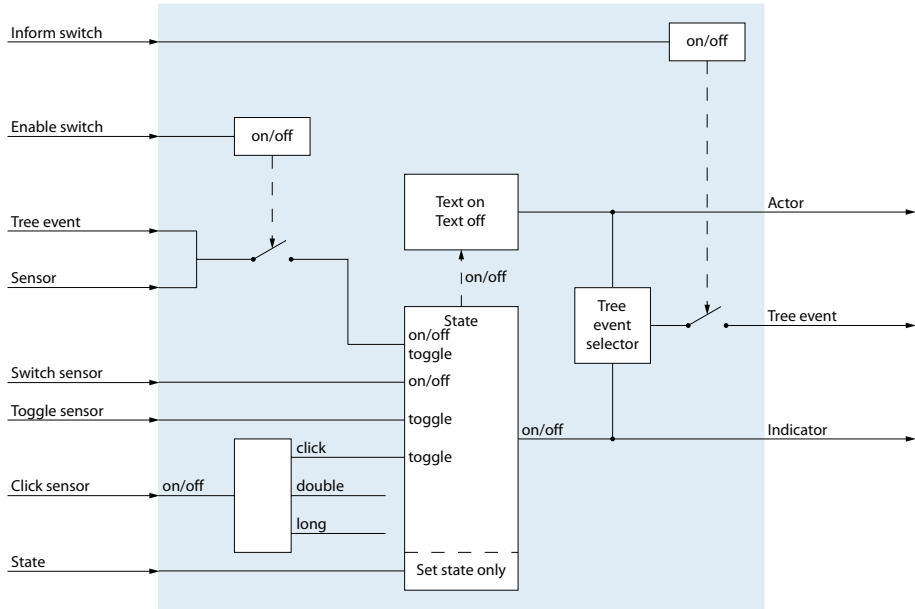 Inform switch
on/off
Enable switch
on/off
Text on
Text off
Actor
Tree event
on/off
Sensor
Tree
event
selector
Tree event
State
on/off
toggle
Switch sensor
on/off
Toggle sensor
toggle
on/off
Indicator
click
toggle
Click sensor
on/off
double
long
State
Set state only